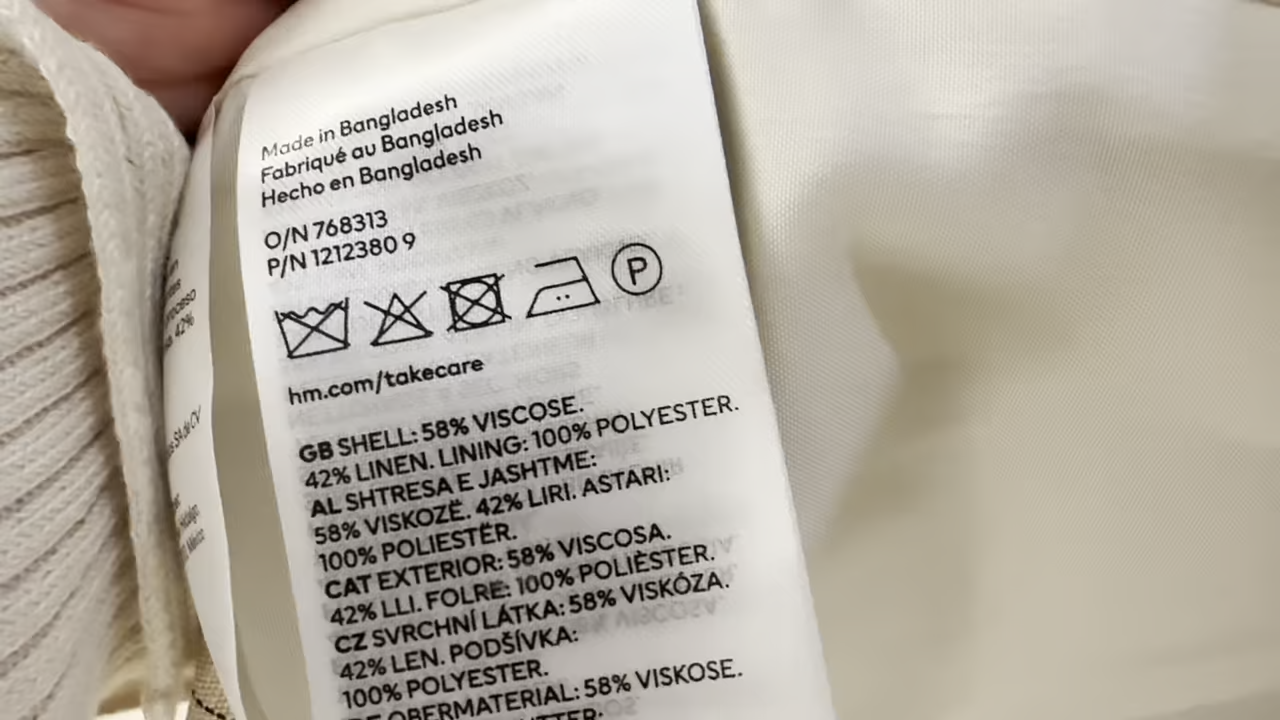 Made in Bangladesh
Fabriqué au Bangladesh
Hecho en Bangladesh
O/N 768313
P/N 1212380 9
P
hm.com/takecare
GB SHELL: 58% VISCOSE.
42% LINEN. LINING: 100% POLYESTER.
AL SHTRESA E JASHTME:
58% VISKOZË. 42% LIRI. ASTARI:
100% POLIESTËR.
CAT EXTERIOR: 58% VISCOSA.
42% LLI. FOLRE: 100% POLIÈSTER.
CZ SVRCHNÍ LÁTKA: 58% VISKÓZA.
42% LEN. PODŠÍVKA:
100% POLYESTER.
OBERMATERIAL: 58% VISKOSE.
42%